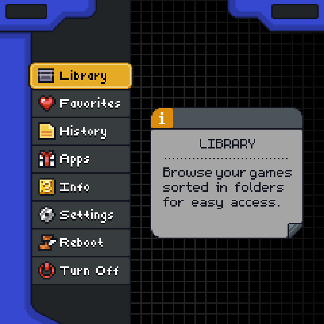 Library
Favorites
History
Apps
Info
Settings
Reboot
Turn Off
i
LIBRARY
Browse your games
sorted in folders
for easy access.